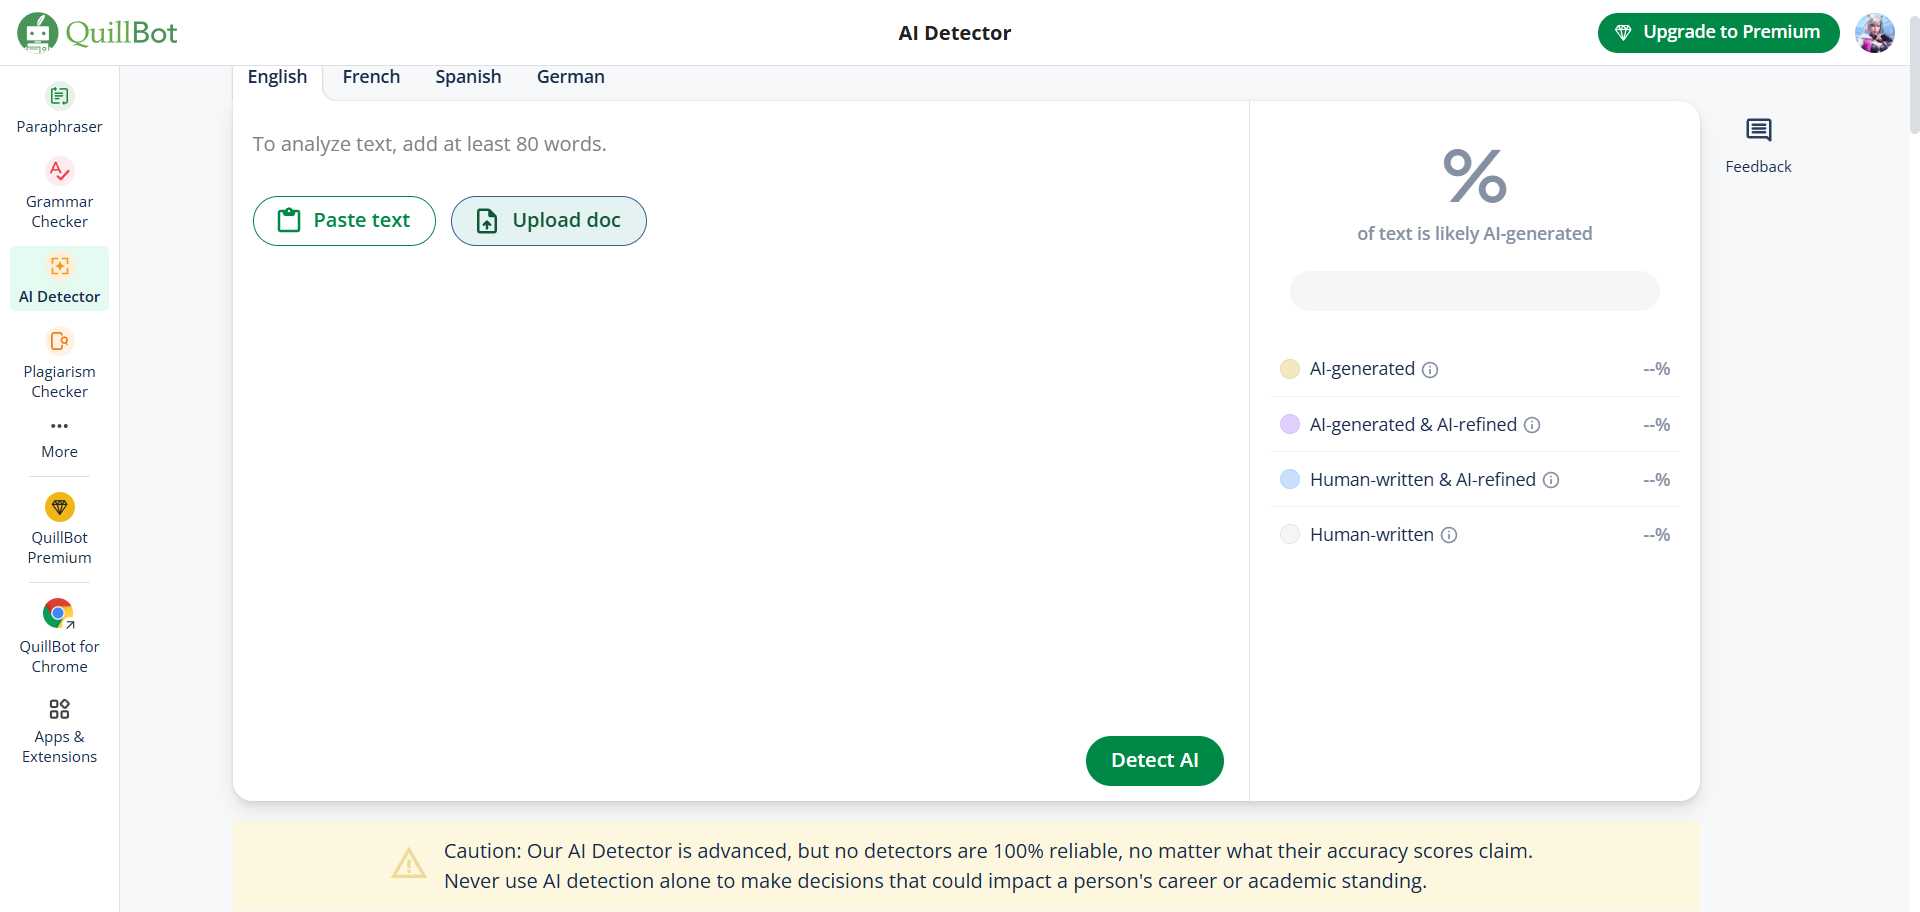 QuillBot
AI Detector
Upgrade to Premium
Paraphraser
Grammar
Checker
AI Detector
Plagiarism
Checker
More
QuillBot
Premium
QuillBot for
Chrome
Apps &
Extensions
English French Spanish German
To analyze text, add at least 80 words.
Paste text
Upload doc
Detect AI
%
of text is likely AI-generated
AI-generated --%
AI-generated & AI-refined --%
Human-written & AI-refined --%
Human-written --%
Feedback
Caution: Our AI Detector is advanced, but no detectors are 100% reliable, no matter what their accuracy scores claim.
Never use AI detection alone to make decisions that could impact a person's career or academic standing.